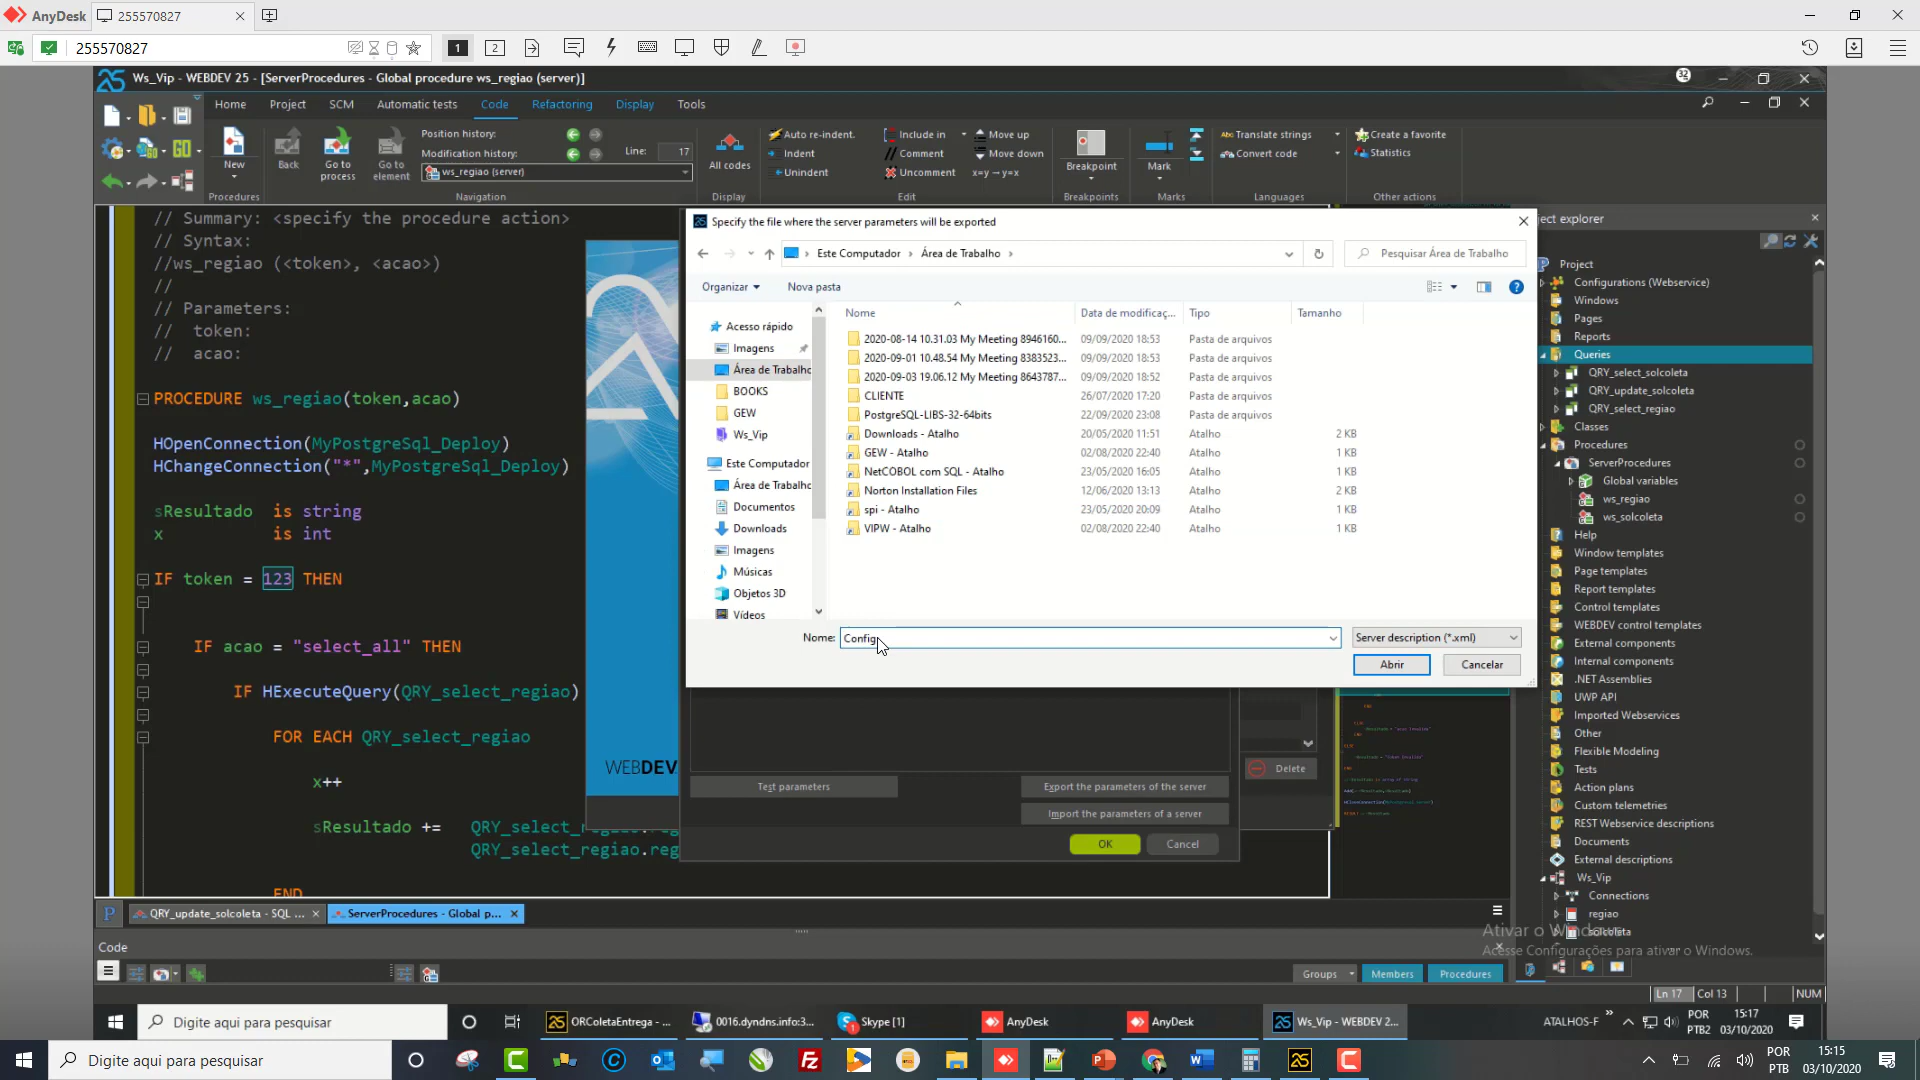 AnyDesk
255570827
255570827
1
2
Ws_Vip - WEBDEV 25 - [ServerProcedures - Global procedure ws_regiao (server)]
32
Home
Project
SCM
Automatic tests
Code
Refactoring
Display
Tools
New
Back
Go to process
Go to element
Position history:
Modification history:
ws_regiao (server)
Line:
17
All codes
Auto re-indent.
Indent
Unindent
Include in
// Comment
Uncomment
Move up
Move down
x=y→y=x
Breakpoint
Mark
Abc Translate strings
Convert code
Create a favorite
Statistics
Procedures
Navigation
Display
Edit
Breakpoints
Marks
Languages
Other actions
// Summary: <specify the procedure action>
// Syntax:
//ws_regiao (<token>, <acao>)
//
// Parameters:
// token:
// acao:
PROCEDURE ws_regiao(token,acao)
HOpenConnection(MyPostgreSql_Deploy)
HChangeConnection("*",MyPostgreSql_Deploy)
sResultado is string
x is int
IF token = 123 THEN
IF acao = "select_all" THEN
IF HExecuteQuery(QRY_select_regiao)
FOR EACH QRY_select_regiao
x++
sResultado +=
QRY_select_regiao.reg
END
WEBDEV
Specify the file where the server parameters will be exported
Este Computador
Área de Trabalho
Pesquisar Área de Trabalho
Organizar
Nova pasta
Acesso rápido
Imagens
Área de Trabalho
BOOKS
GEW
Ws_Vip
Este Computador
Área de Trabalho
Documentos
Downloads
Imagens
Músicas
Objetos 3D
Vídeos
Nome
Data de modificaç...
Tipo
Tamanho
2020-08-14 10.31.03 My Meeting 8946160... 09/09/2020 18:53 Pasta de arquivos
2020-09-01 10.48.54 My Meeting 8383523... 09/09/2020 18:53 Pasta de arquivos
2020-09-03 19.06.12 My Meeting 8643787... 09/09/2020 18:52 Pasta de arquivos
CLIENTE 26/07/2020 17:20 Pasta de arquivos
PostgreSQL-LIBS-32-64bits 22/09/2020 23:08 Pasta de arquivos
Downloads - Atalho 20/05/2020 11:51 Atalho 2 KB
GEW - Atalho 02/08/2020 22:40 Atalho 1 KB
NetCOBOL com SQL - Atalho 23/05/2020 16:05 Atalho 1 KB
Norton Installation Files 12/06/2020 13:13 Atalho 2 KB
spi - Atalho 23/05/2020 20:09 Atalho 1 KB
VIPW - Atalho 02/08/2020 22:40 Atalho 1 KB
Nome:
Config
Server description (*.xml)
Abrir
Cancelar
Delete
Test parameters
Export the parameters of the server
Import the parameters of a server
OK
Cancel
ject explorer
Project
Configurations (Webservice)
Windows
Pages
Reports
Queries
QRY_select_solcoleta
QRY_update_solcoleta
QRY_select_regiao
Classes
Procedures
ServerProcedures
Global variables
ws_regiao
ws_solcoleta
Help
Window templates
Page templates
Report templates
Control templates
WEBDEV control templates
External components
Internal components
.NET Assemblies
UWP API
Imported Webservices
Other
Flexible Modeling
Tests
Action plans
Custom telemetries
REST Webservice descriptions
Documents
External descriptions
Ws_Vip
Connections
regiao
solcoleta
Ativar o Windows
Acesse Configurações para ativar o Windows.
QRY_update_solcoleta - SQL ...
ServerProcedures - Global p...
Code
Groups
Members
Procedures
Ln 17
Col 13
NUM
Digite aqui para pesquisar
ORColetaEntrega - ...
0016.dyndns.info:3...
Skype [1]
AnyDesk
AnyDesk
Ws_Vip - WEBDEV 2...
ATALHOS-F
POR
PTB2
15:17
03/10/2020
Digite aqui para pesquisar
POR
PTB
15:15
03/10/2020